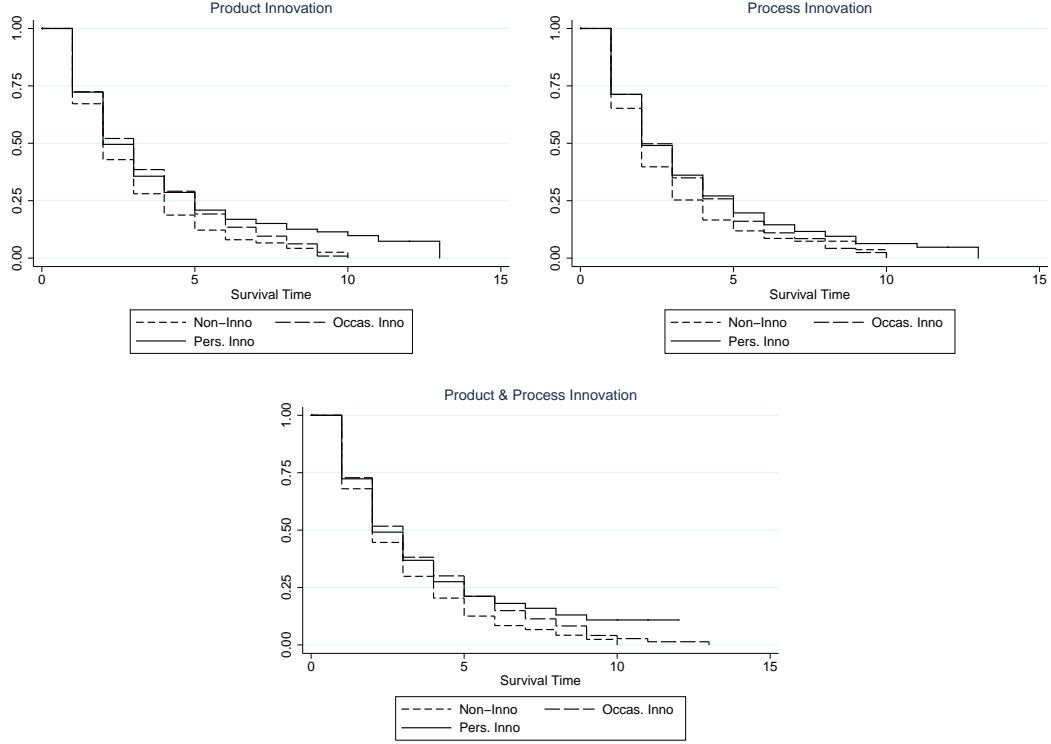 Product Innovation
1.00
0.75
0.50
0.25
0.00
0 5 10 15
Survival Time
Non−Inno Occas. Inno
Pers. Inno
Process Innovation
1.00
0.75
0.50
0.25
0.00
0 5 10 15
Survival Time
Non−Inno Occas. Inno
Pers. Inno
Product & Process Innovation
1.00
0.75
0.50
0.25
0.00
0 5 10 15
Survival Time
Non−Inno Occas. Inno
Pers. Inno